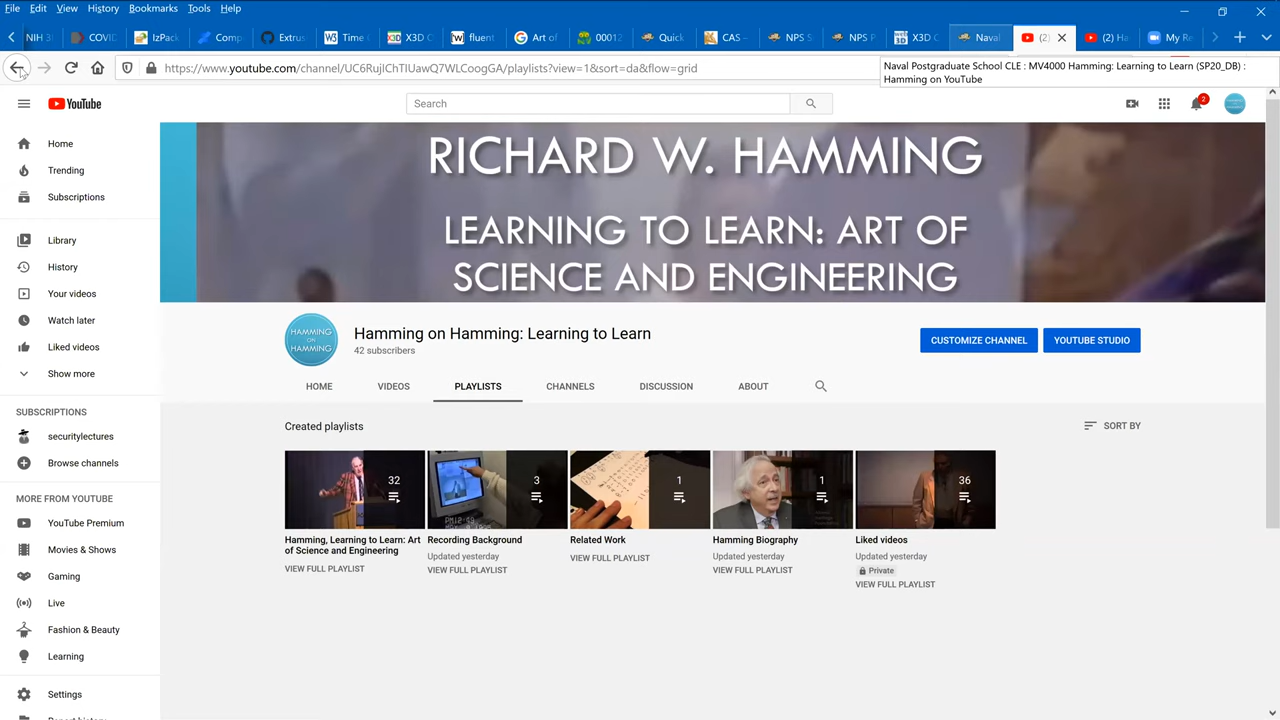 File Edit View History Bookmarks Tools Help
NIH 3 COVID IzPack Comp Extrus Time X3D C fluent Art of 00012 Quick CAS – NPS S NPS P X3D C Naval (2) (2) Ha My Re
https://www.youtube.com/channel/UC6RujIChTIUawQ7WLCoogGA/playlists?view=1&sort=da&flow=grid
Naval Postgraduate School CLE : MV4000 Hamming: Learning to Learn (SP20_DB) :
Hamming on YouTube
YouTube
Search
2
Home
Trending
Subscriptions
Library
History
Your videos
Watch later
Liked videos
Show more
SUBSCRIPTIONS
securitylectures
Browse channels
MORE FROM YOUTUBE
YouTube Premium
Movies & Shows
Gaming
Live
Fashion & Beauty
Learning
Settings
Report history
RICHARD W. HAMMING
LEARNING TO LEARN: ART OF
SCIENCE AND ENGINEERING
HAMMING
ON
HAMMING
Hamming on Hamming: Learning to Learn
42 subscribers
CUSTOMIZE CHANNEL
YOUTUBE STUDIO
HOME VIDEOS PLAYLISTS CHANNELS DISCUSSION ABOUT
Created playlists
SORT BY
32
Hamming, Learning to Learn: Art
of Science and Engineering
VIEW FULL PLAYLIST
3
Recording Background
Updated yesterday
VIEW FULL PLAYLIST
1
Related Work
VIEW FULL PLAYLIST
1
Hamming Biography
Updated yesterday
VIEW FULL PLAYLIST
36
Liked videos
Updated yesterday
Private
VIEW FULL PLAYLIST